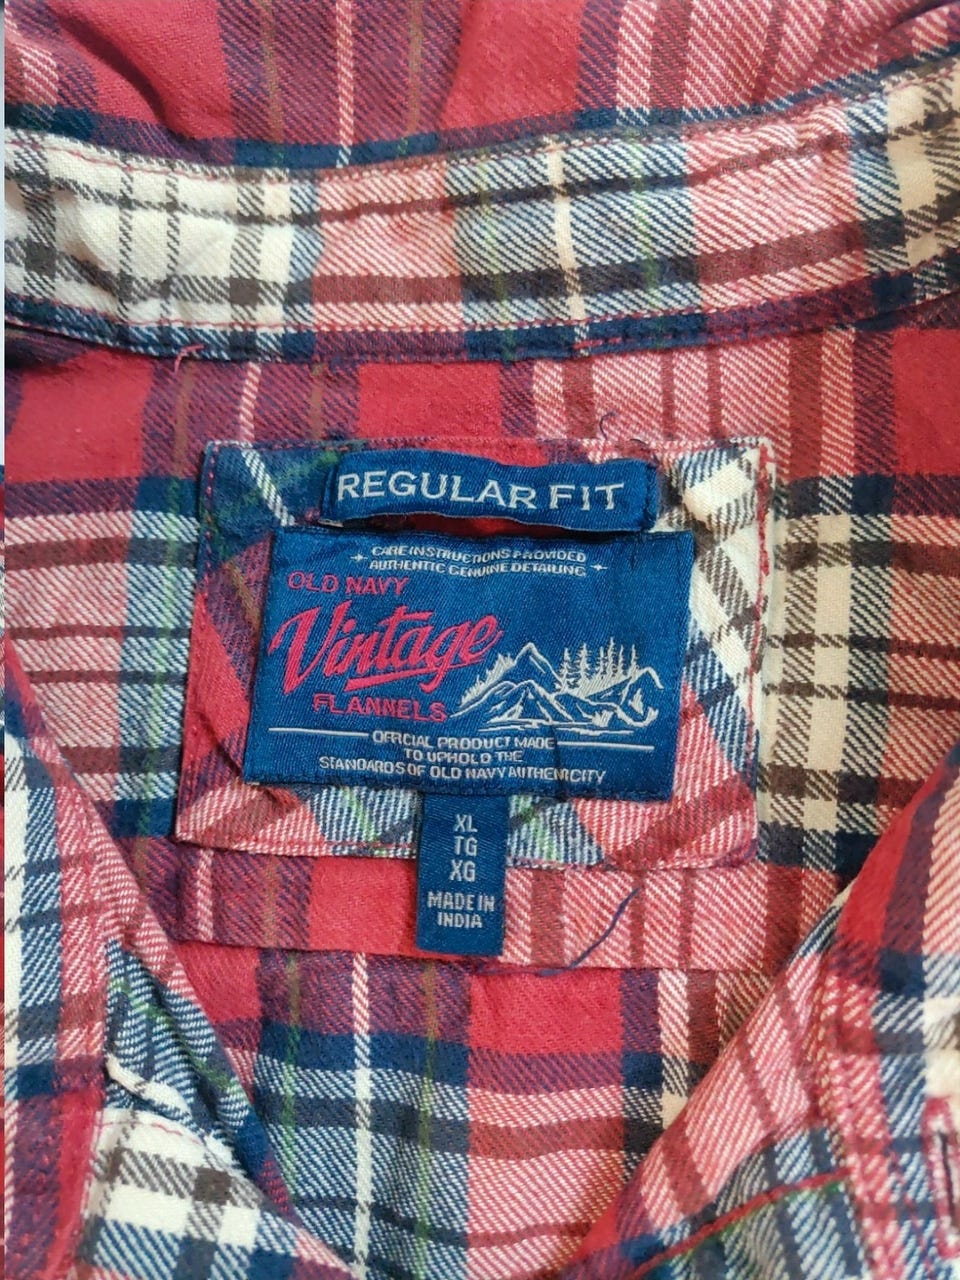 REGULAR FIT
CARE INSTRUCTIONS PROVIDED
AUTHENTIC GENUINE DETAILING
OLD NAVY
Vintage
FLANNELS
OFFICIAL PRODUCT MADE
TO UPHOLD THE
STANDARDS OF OLD NAVY AUTHENICITY
XL
TG
XG
MADE IN
INDIA